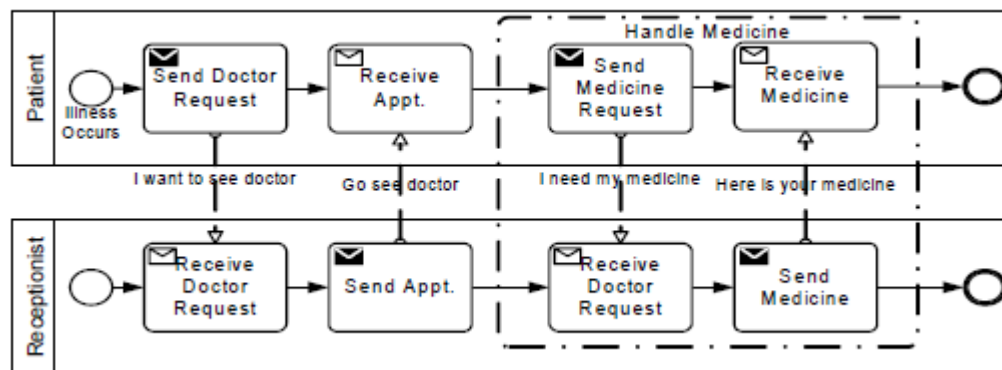 Patient
Illness
Occurs
Send Doctor
Request
Receive
Appt.
Handle Medicine
Send
Medicine
Request
Receive
Medicine
I want to see doctor
Go see doctor
I need my medicine
Here is your medicine
Receptionist
Receive
Doctor
Request
Send Appt.
Receive
Doctor
Request
Send
Medicine